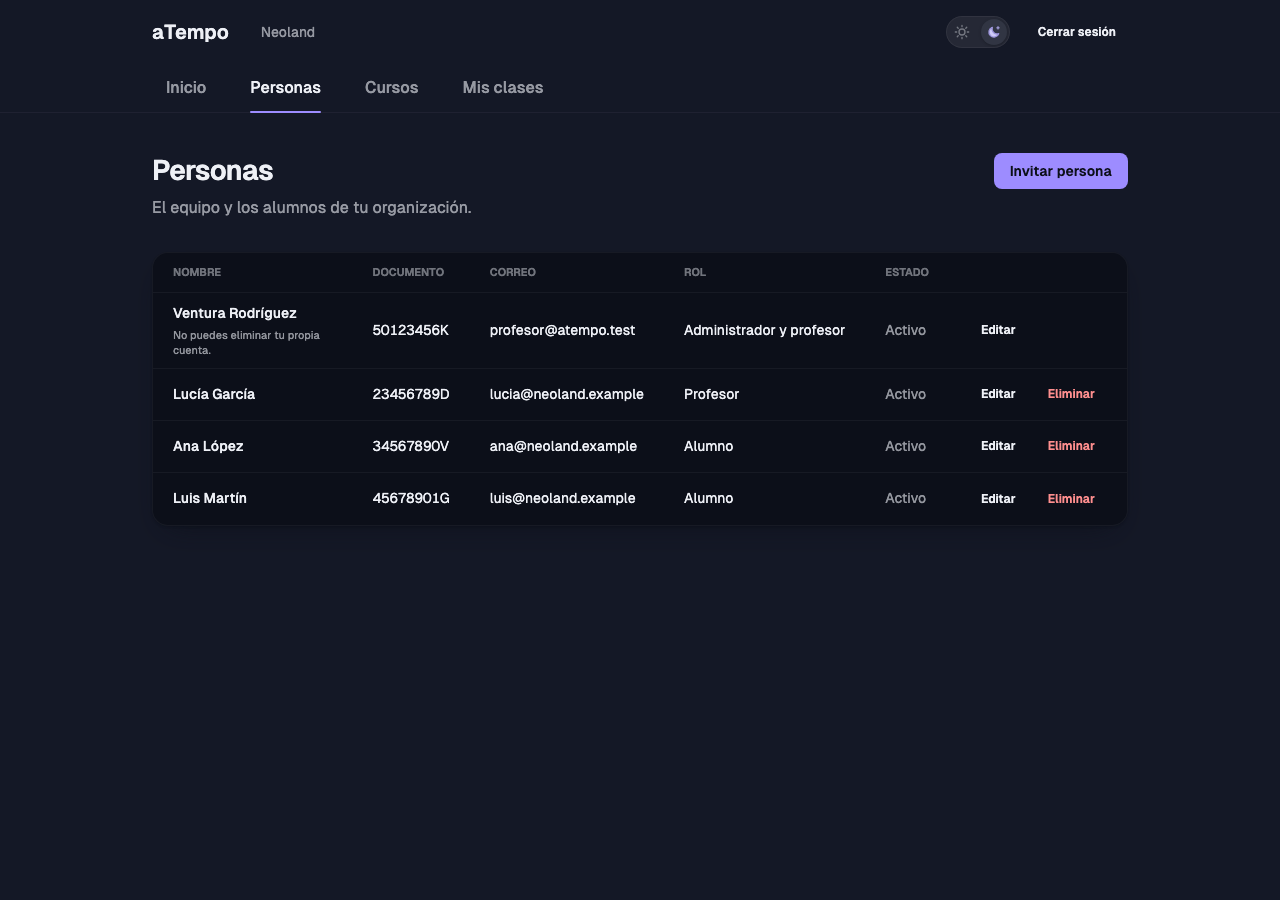 aTempo Neoland Cerrar sesión
Inicio Personas Cursos Mis clases
Personas Invitar persona
El equipo y los alumnos de tu organización.
NOMBRE DOCUMENTO CORREO ROL ESTADO
Ventura Rodríguez
No puedes eliminar tu propia
cuenta.
50123456K profesor@atempo.test Administrador y profesor Activo Editar
Lucía García 23456789D lucia@neoland.example Profesor Activo Editar Eliminar
Ana López 34567890V ana@neoland.example Alumno Activo Editar Eliminar
Luis Martín 45678901G luis@neoland.example Alumno Activo Editar Eliminar